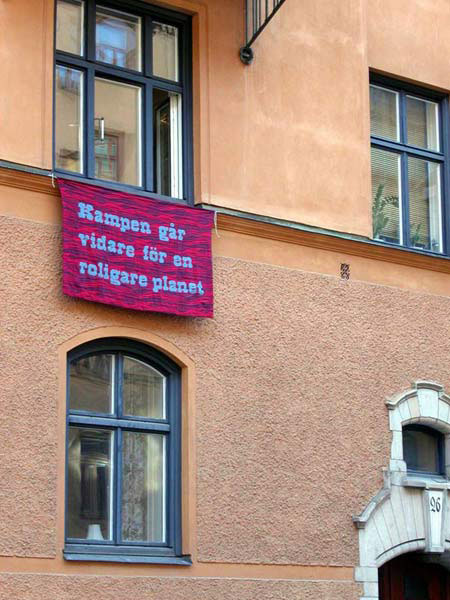 Kampen går
vidare för en
roligare planet
26